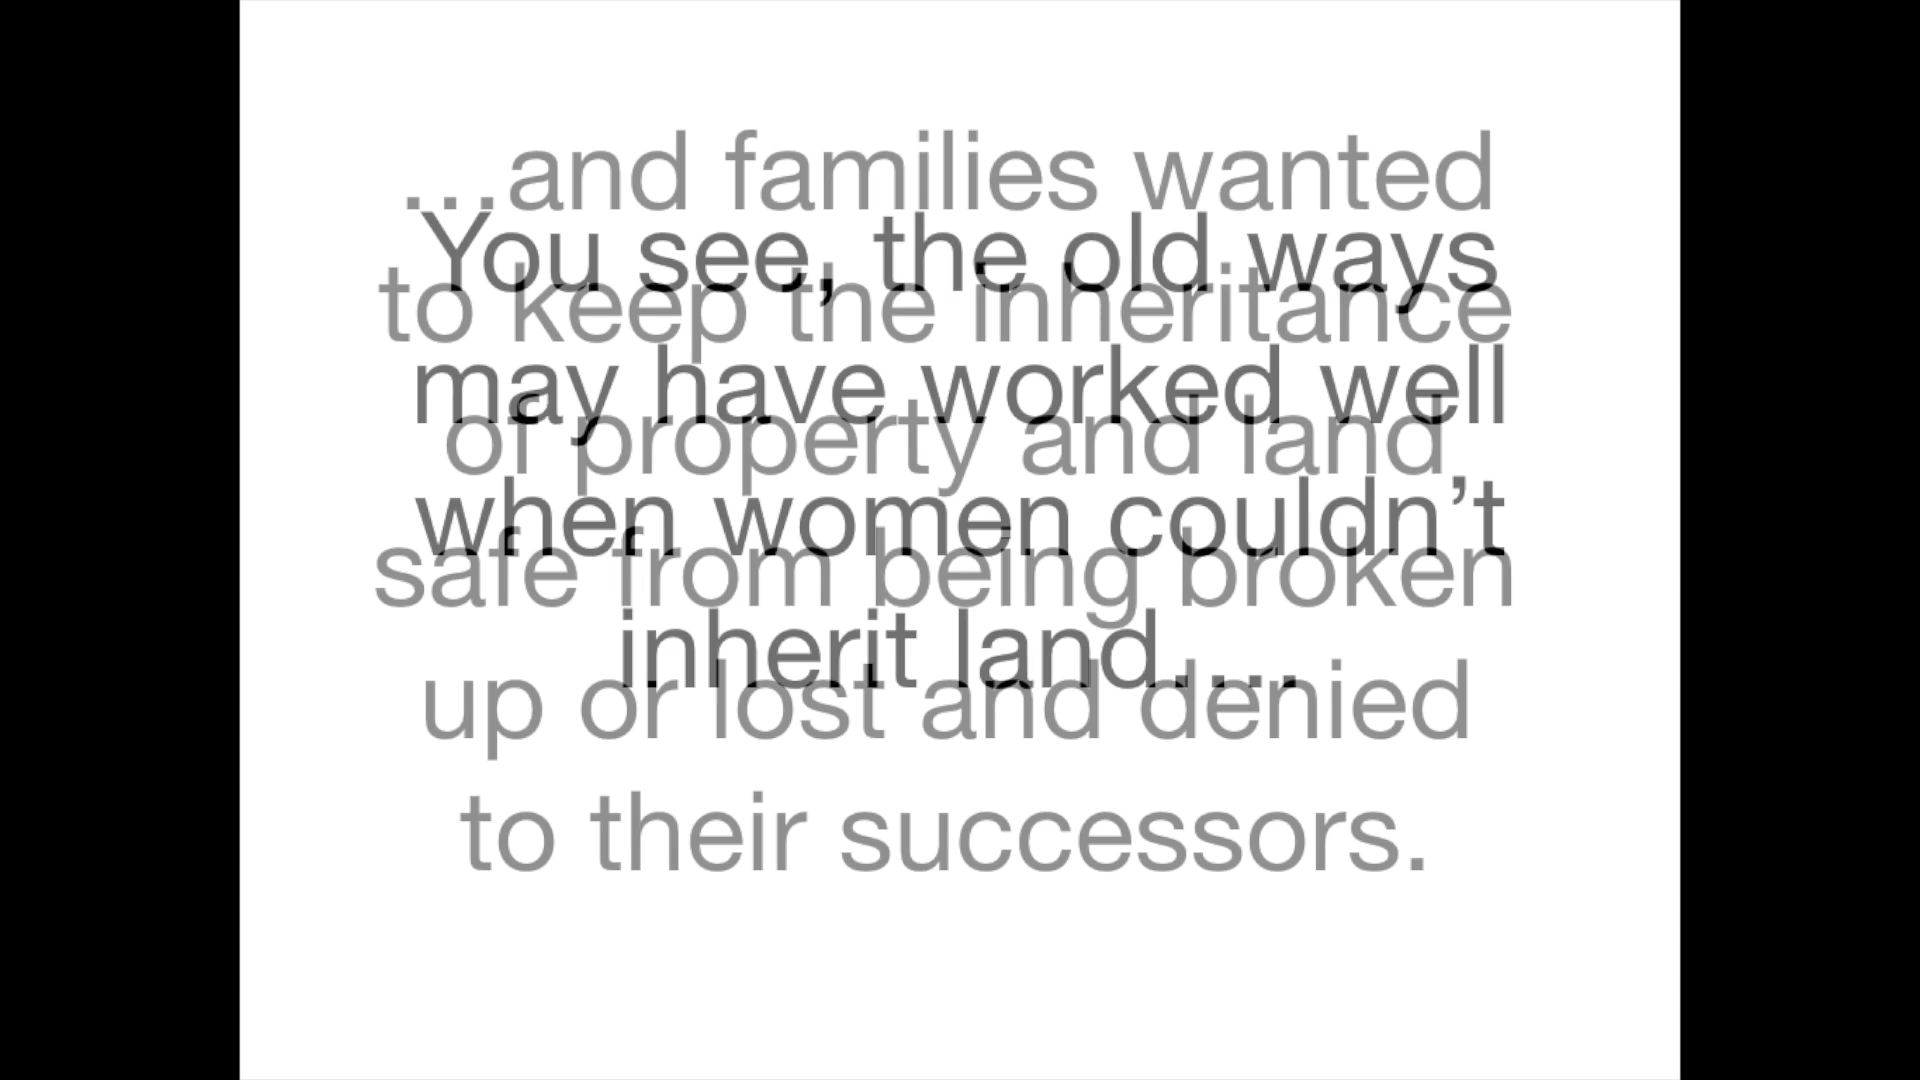 You see, the old ways
may have worked well
when women couldn’t
inherit land….
…and families wanted
to keep the inheritance
of property and land,
safe from being broken
up or lost and denied
to their successors.